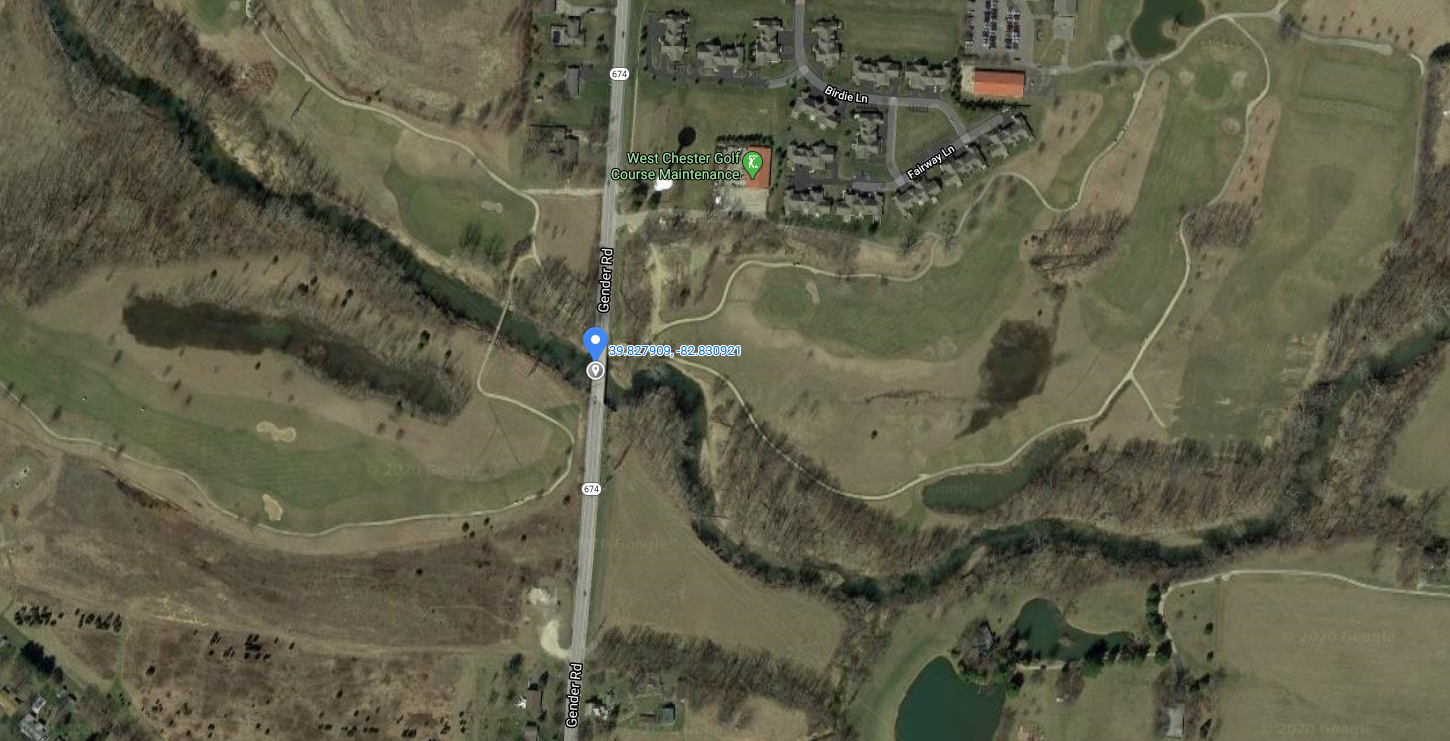 674
Birdie Ln
West Chester Golf
Course Maintenance
Fairway Ln
Gender Rd
39.827909, -82.830921
© 2020 Google
Google
674
2020 Google
© 2020 Google
Gender Rd
© 2020 Google